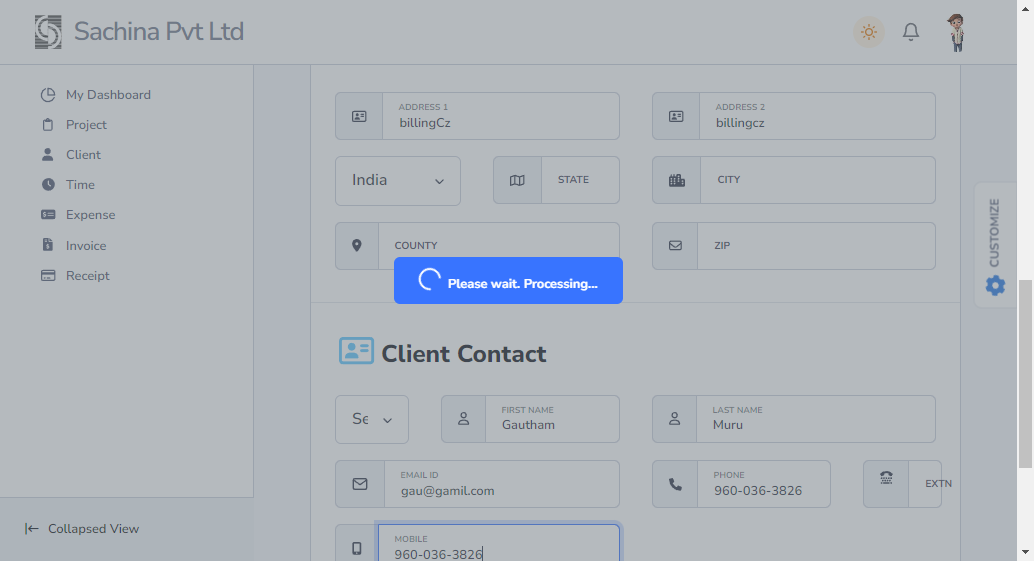 Sachina Pvt Ltd
My Dashboard
Project
Client
Time
Expense
Invoice
Receipt
Collapsed View
ADDRESS 1
billingCz
ADDRESS 2
billingcz
India
STATE
CITY
COUNTY
ZIP
Please wait. Processing...
Client Contact
Se
FIRST NAME
Gautham
LAST NAME
Muru
EMAIL ID
gau@gamil.com
PHONE
960-036-3826
EXTN
MOBILE
960-036-3826
CUSTOMIZE